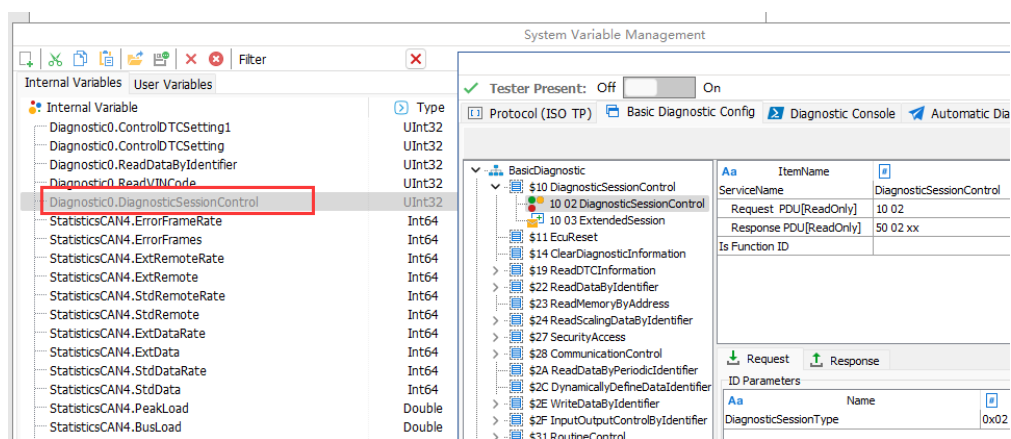 System Variable Management
Filter
Internal Variables User Variables
Internal Variable Type
Diagnostic0.ControlDTCSetting1 UInt32
Diagnostic0.ControlDTCSetting UInt32
Diagnostic0.ReadDataByIdentifier UInt32
Diagnostic0.ReadVINCode UInt32
Diagnostic0.DiagnosticSessionControl UInt32
StatisticsCAN4.ErrorFrameRate Int64
StatisticsCAN4.ErrorFrames Int64
StatisticsCAN4.ExtRemoteRate Int64
StatisticsCAN4.ExtRemote Int64
StatisticsCAN4.StdRemoteRate Int64
StatisticsCAN4.StdRemote Int64
StatisticsCAN4.ExtDataRate Int64
StatisticsCAN4.ExtData Int64
StatisticsCAN4.StdDataRate Int64
StatisticsCAN4.StdData Int64
StatisticsCAN4.PeakLoad Double
StatisticsCAN4.BusLoad Double
Tester Present: Off On
Protocol (ISO TP) Basic Diagnostic Config Diagnostic Console Automatic Dia
BasicDiagnostic
$10 DiagnosticSessionControl
10 02 DiagnosticSessionControl
10 03 ExtendedSession
$11 EcuReset
$14 ClearDiagnosticInformation
$19 ReadDTCInformation
$22 ReadDataByIdentifier
$23 ReadMemoryByAddress
$24 ReadScalingDataByIdentifier
$27 SecurityAccess
$28 CommunicationControl
$2A ReadDataByPeriodicIdentifier
$2C DynamicallyDefineDataIdentifier
$2E WriteDataByIdentifier
$2F InputOutputControlByIdentifier
$31 RoutineControl
Aa ItemName #
ServiceName DiagnosticSessionControl
Request PDU[ReadOnly] 10 02
Response PDU[ReadOnly] 50 02 xx
Is Function ID
Request Response
ID Parameters
Aa Name #
DiagnosticSessionType 0x02